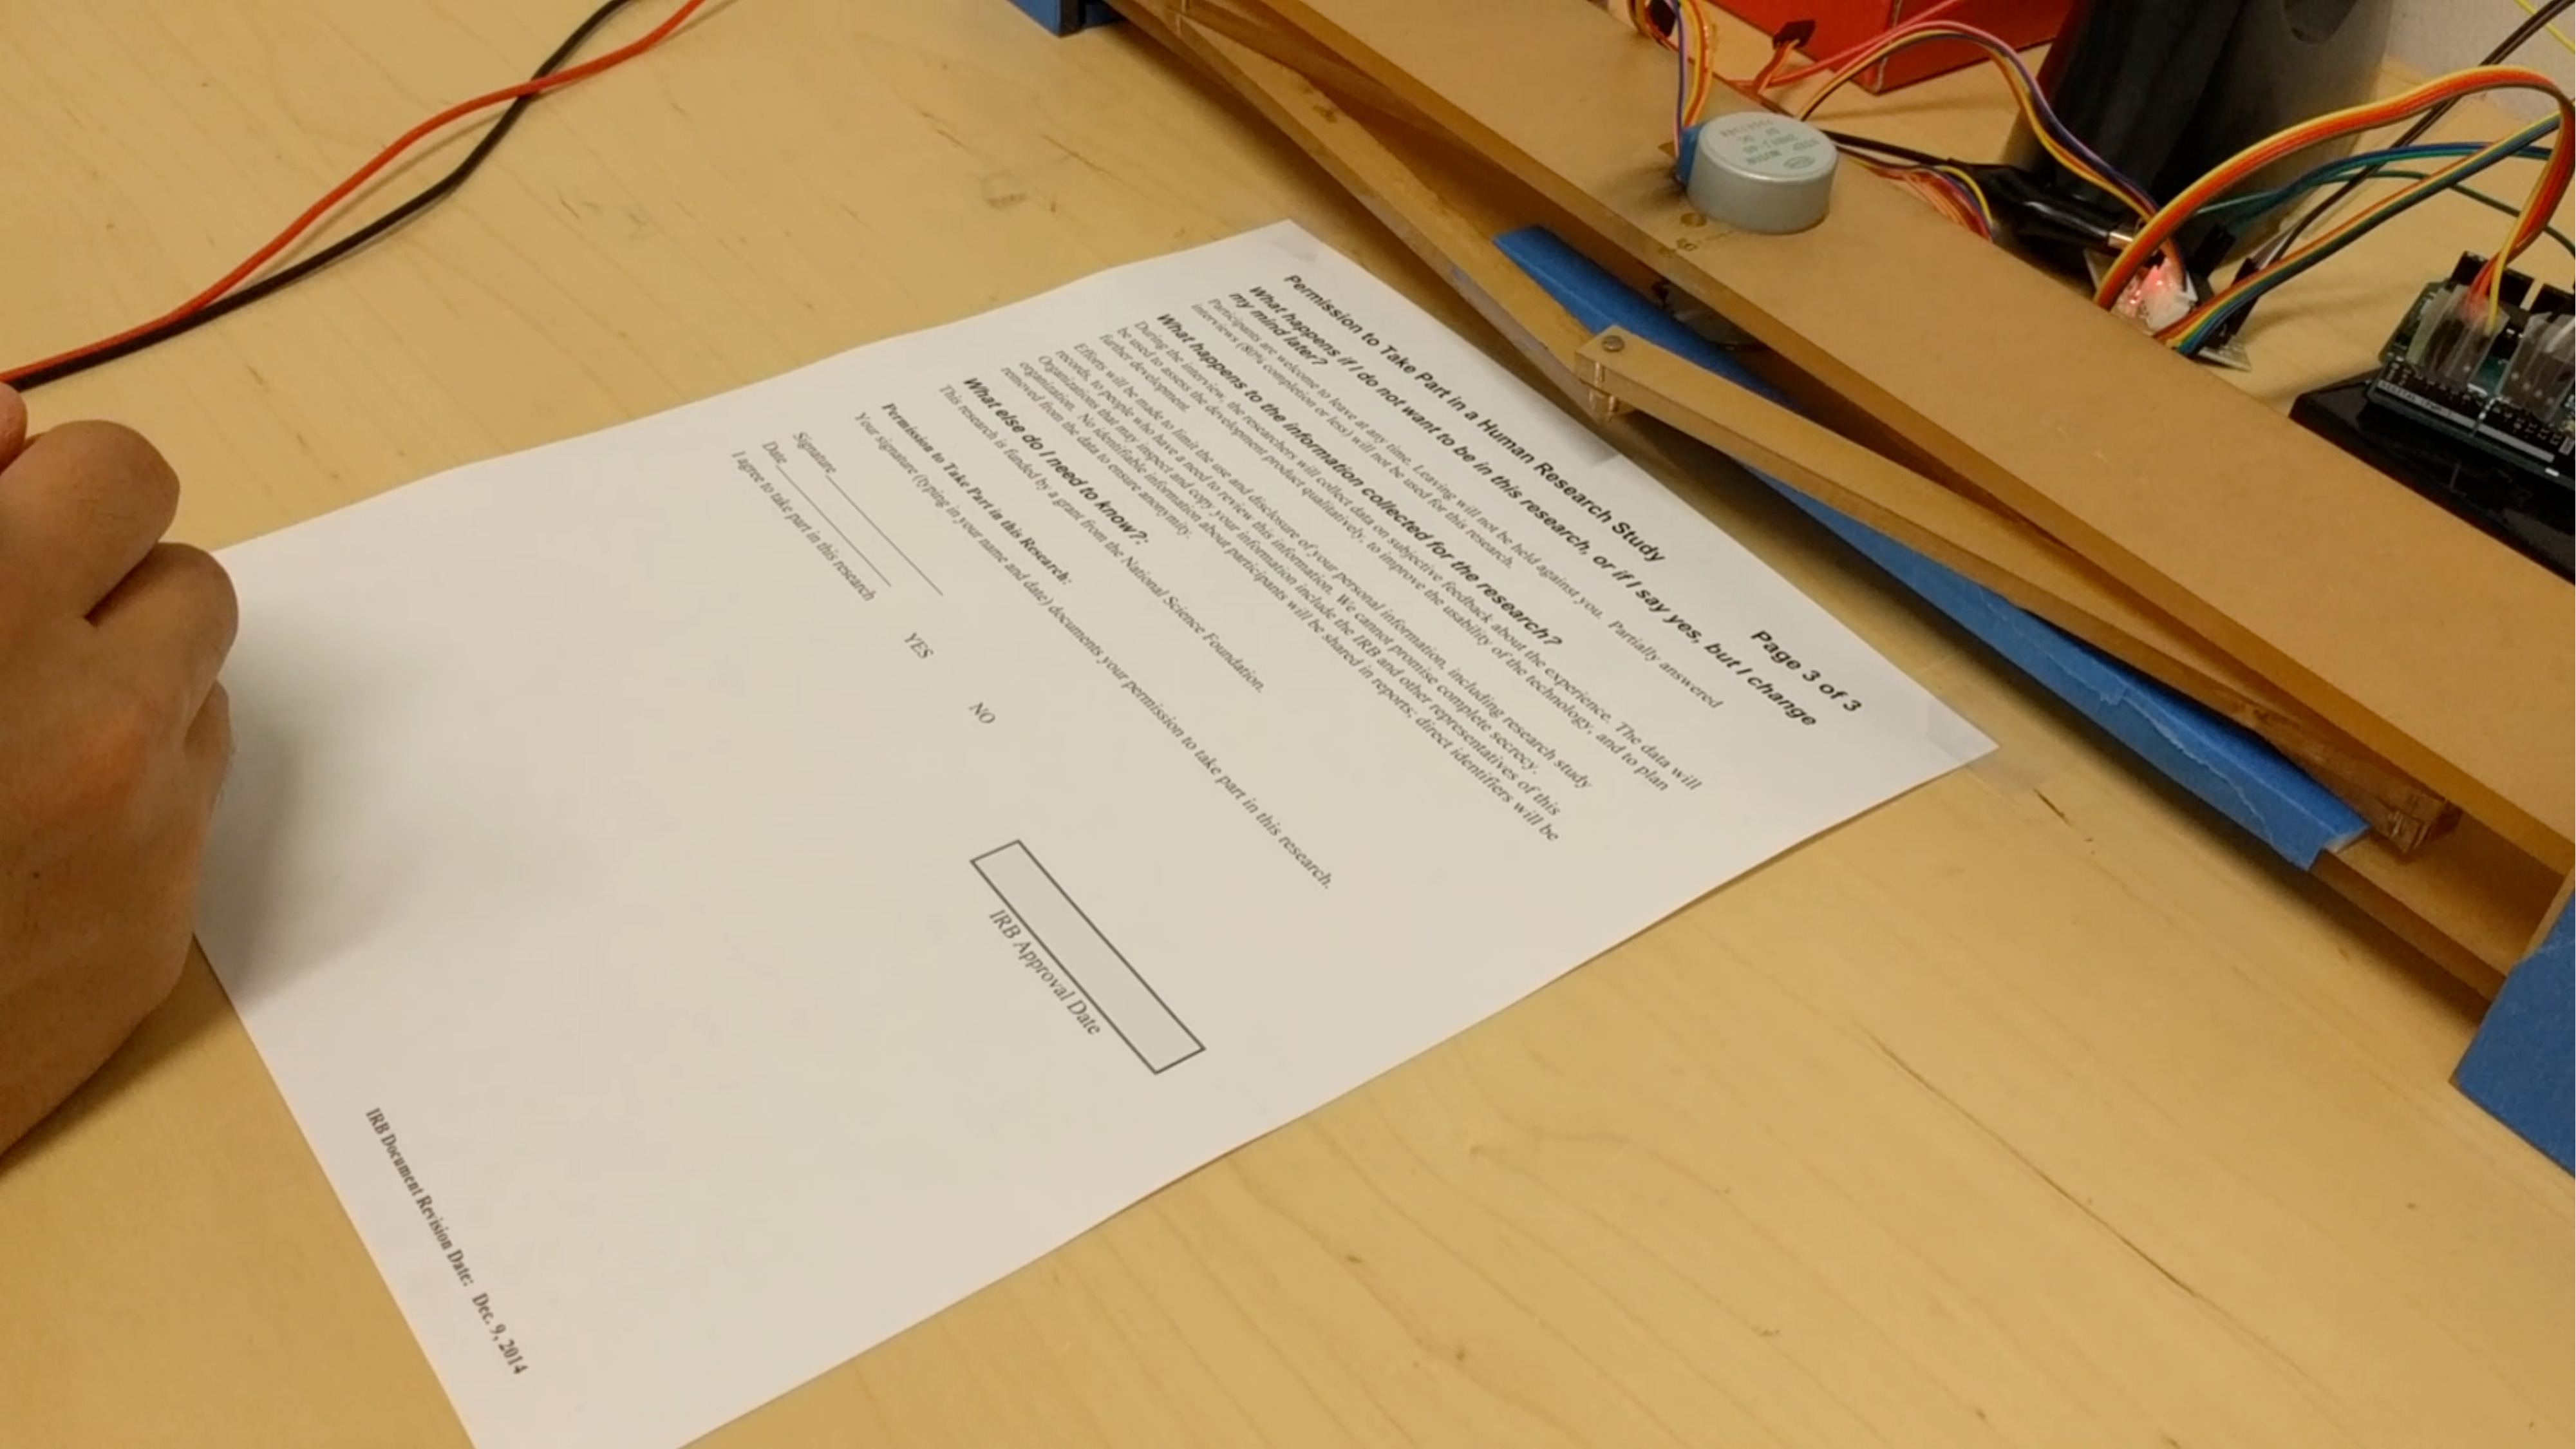 Page 3 of 3
Permission to Take Part in a Human Research Study
What happens if I do not want to be in this research, or if I say yes, but I change
my mind later?
Participants are welcome to leave at any time. Leaving will not be held against you. Partially answered
interviews (80% completion or less) will not be used for this research.
What happens to the information collected for the research?
During the interview, the researchers will collect data on subjective feedback about the experience. The data will
be used to assess the development product qualitatively, to improve the usability of the technology, and to plan
further development.
Efforts will be made to limit the use and disclosure of your personal information, including research study
records, to people who have a need to review this information. We cannot promise complete secrecy.
Organizations that may inspect and copy your information include the IRB and other representatives of this
organization. No identifiable information about participants will be shared in reports; direct identifiers will be
removed from the data to ensure anonymity.
What else do I need to know?:
This research is funded by a grant from the National Science Foundation.
Permission to Take Part in this Research:
Your signature (typing in your name and date) documents your permission to take part in this research.
Signature
Date
I agree to take part in this research YES NO
IRB Approval Date
IRB Document Revision Date: Dec. 9, 2014